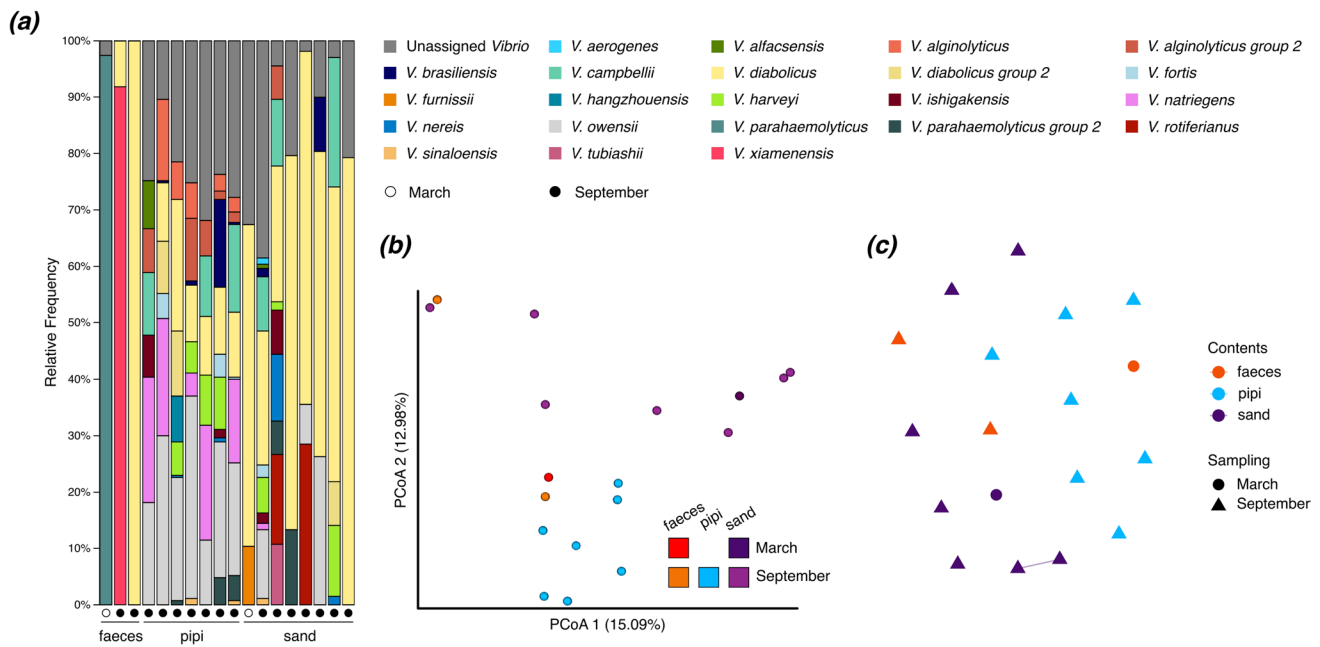 (a)
100%
90%
80%
70%
60%
50%
40%
30%
20%
10%
0%
Relative Frequency
faeces pipi sand
Unassigned Vibrio V. aerogenes V. alfacsensis V. alginolyticus V. alginolyticus group 2
V. brasiliensis V. campbellii V. diabolicus V. diabolicus group 2 V. fortis
V. furnissii V. hangzhouensis V. harveyi V. ishigakensis V. natriegens
V. nereis V. owensii V. parahaemolyticus V. parahaemolyticus group 2 V. rotiferianus
V. sinaloensis V. tubiashii V. xiamenensis
March September
(b)
PCoA 2 (12.98%)
PCoA 1 (15.09%)
faeces pipi sand
March
September
(c)
Contents
faeces
pipi
sand
Sampling
March
September